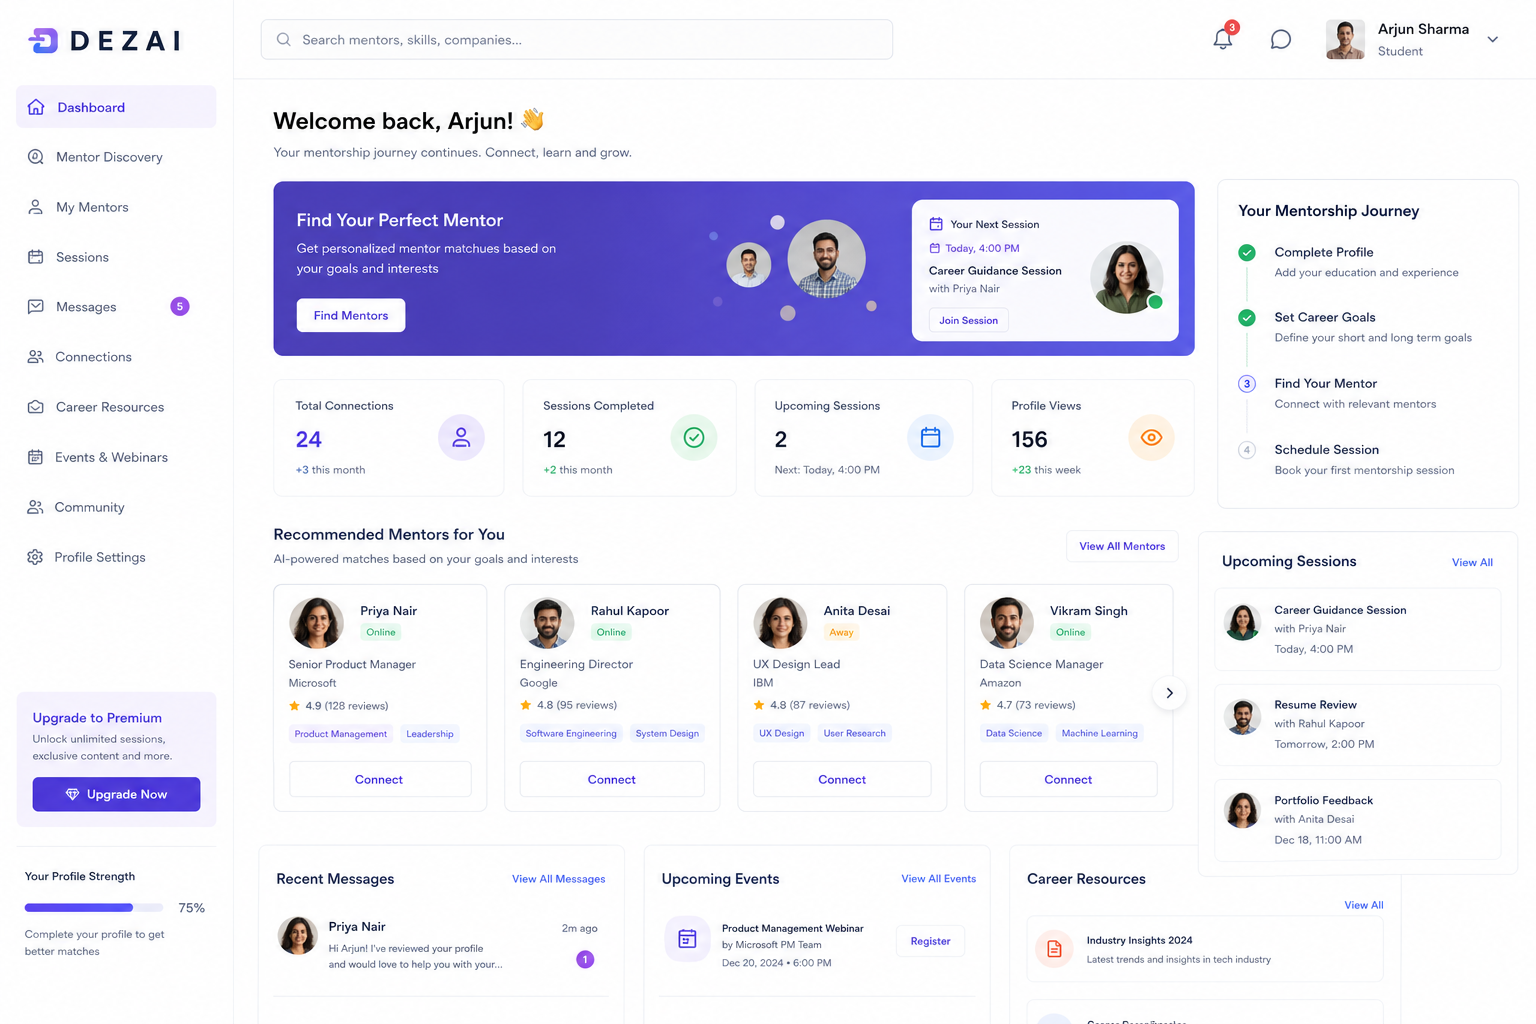 DEZAI
Search mentors, skills, companies...
3
Arjun Sharma
Student
Dashboard
Mentor Discovery
My Mentors
Sessions
Messages
5
Connections
Career Resources
Events & Webinars
Community
Profile Settings
Upgrade to Premium
Unlock unlimited sessions,
exclusive content and more.
Upgrade Now
Your Profile Strength
75%
Complete your profile to get
better matches
Welcome back, Arjun! 👋
Your mentorship journey continues. Connect, learn and grow.
Find Your Perfect Mentor
Get personalized mentor matchues based on
your goals and interests
Find Mentors
Your Next Session
Today, 4:00 PM
Career Guidance Session
with Priya Nair
Join Session
Total Connections
24
+3 this month
Sessions Completed
12
+2 this month
Upcoming Sessions
2
Next: Today, 4:00 PM
Profile Views
156
+23 this week
Your Mentorship Journey
Complete Profile
Add your education and experience
Set Career Goals
Define your short and long term goals
3
Find Your Mentor
Connect with relevant mentors
4
Schedule Session
Book your first mentorship session
Recommended Mentors for You
AI-powered matches based on your goals and interests
View All Mentors
Priya Nair
Online
Senior Product Manager
Microsoft
4.9 (128 reviews)
Product Management
Leadership
Connect
Rahul Kapoor
Online
Engineering Director
Google
4.8 (95 reviews)
Software Engineering
System Design
Connect
Anita Desai
Away
UX Design Lead
IBM
4.8 (87 reviews)
UX Design
User Research
Connect
Vikram Singh
Online
Data Science Manager
Amazon
4.7 (73 reviews)
Data Science
Machine Learning
Connect
Upcoming Sessions
View All
Career Guidance Session
with Priya Nair
Today, 4:00 PM
Resume Review
with Rahul Kapoor
Tomorrow, 2:00 PM
Portfolio Feedback
with Anita Desai
Dec 18, 11:00 AM
Recent Messages
View All Messages
Priya Nair
2m ago
Hi Arjun! I've reviewed your profile
and would love to help you with your...
1
Upcoming Events
View All Events
Product Management Webinar
by Microsoft PM Team
Dec 20, 2024 • 6:00 PM
Register
Career Resources
View All
Industry Insights 2024
Latest trends and insights in tech industry